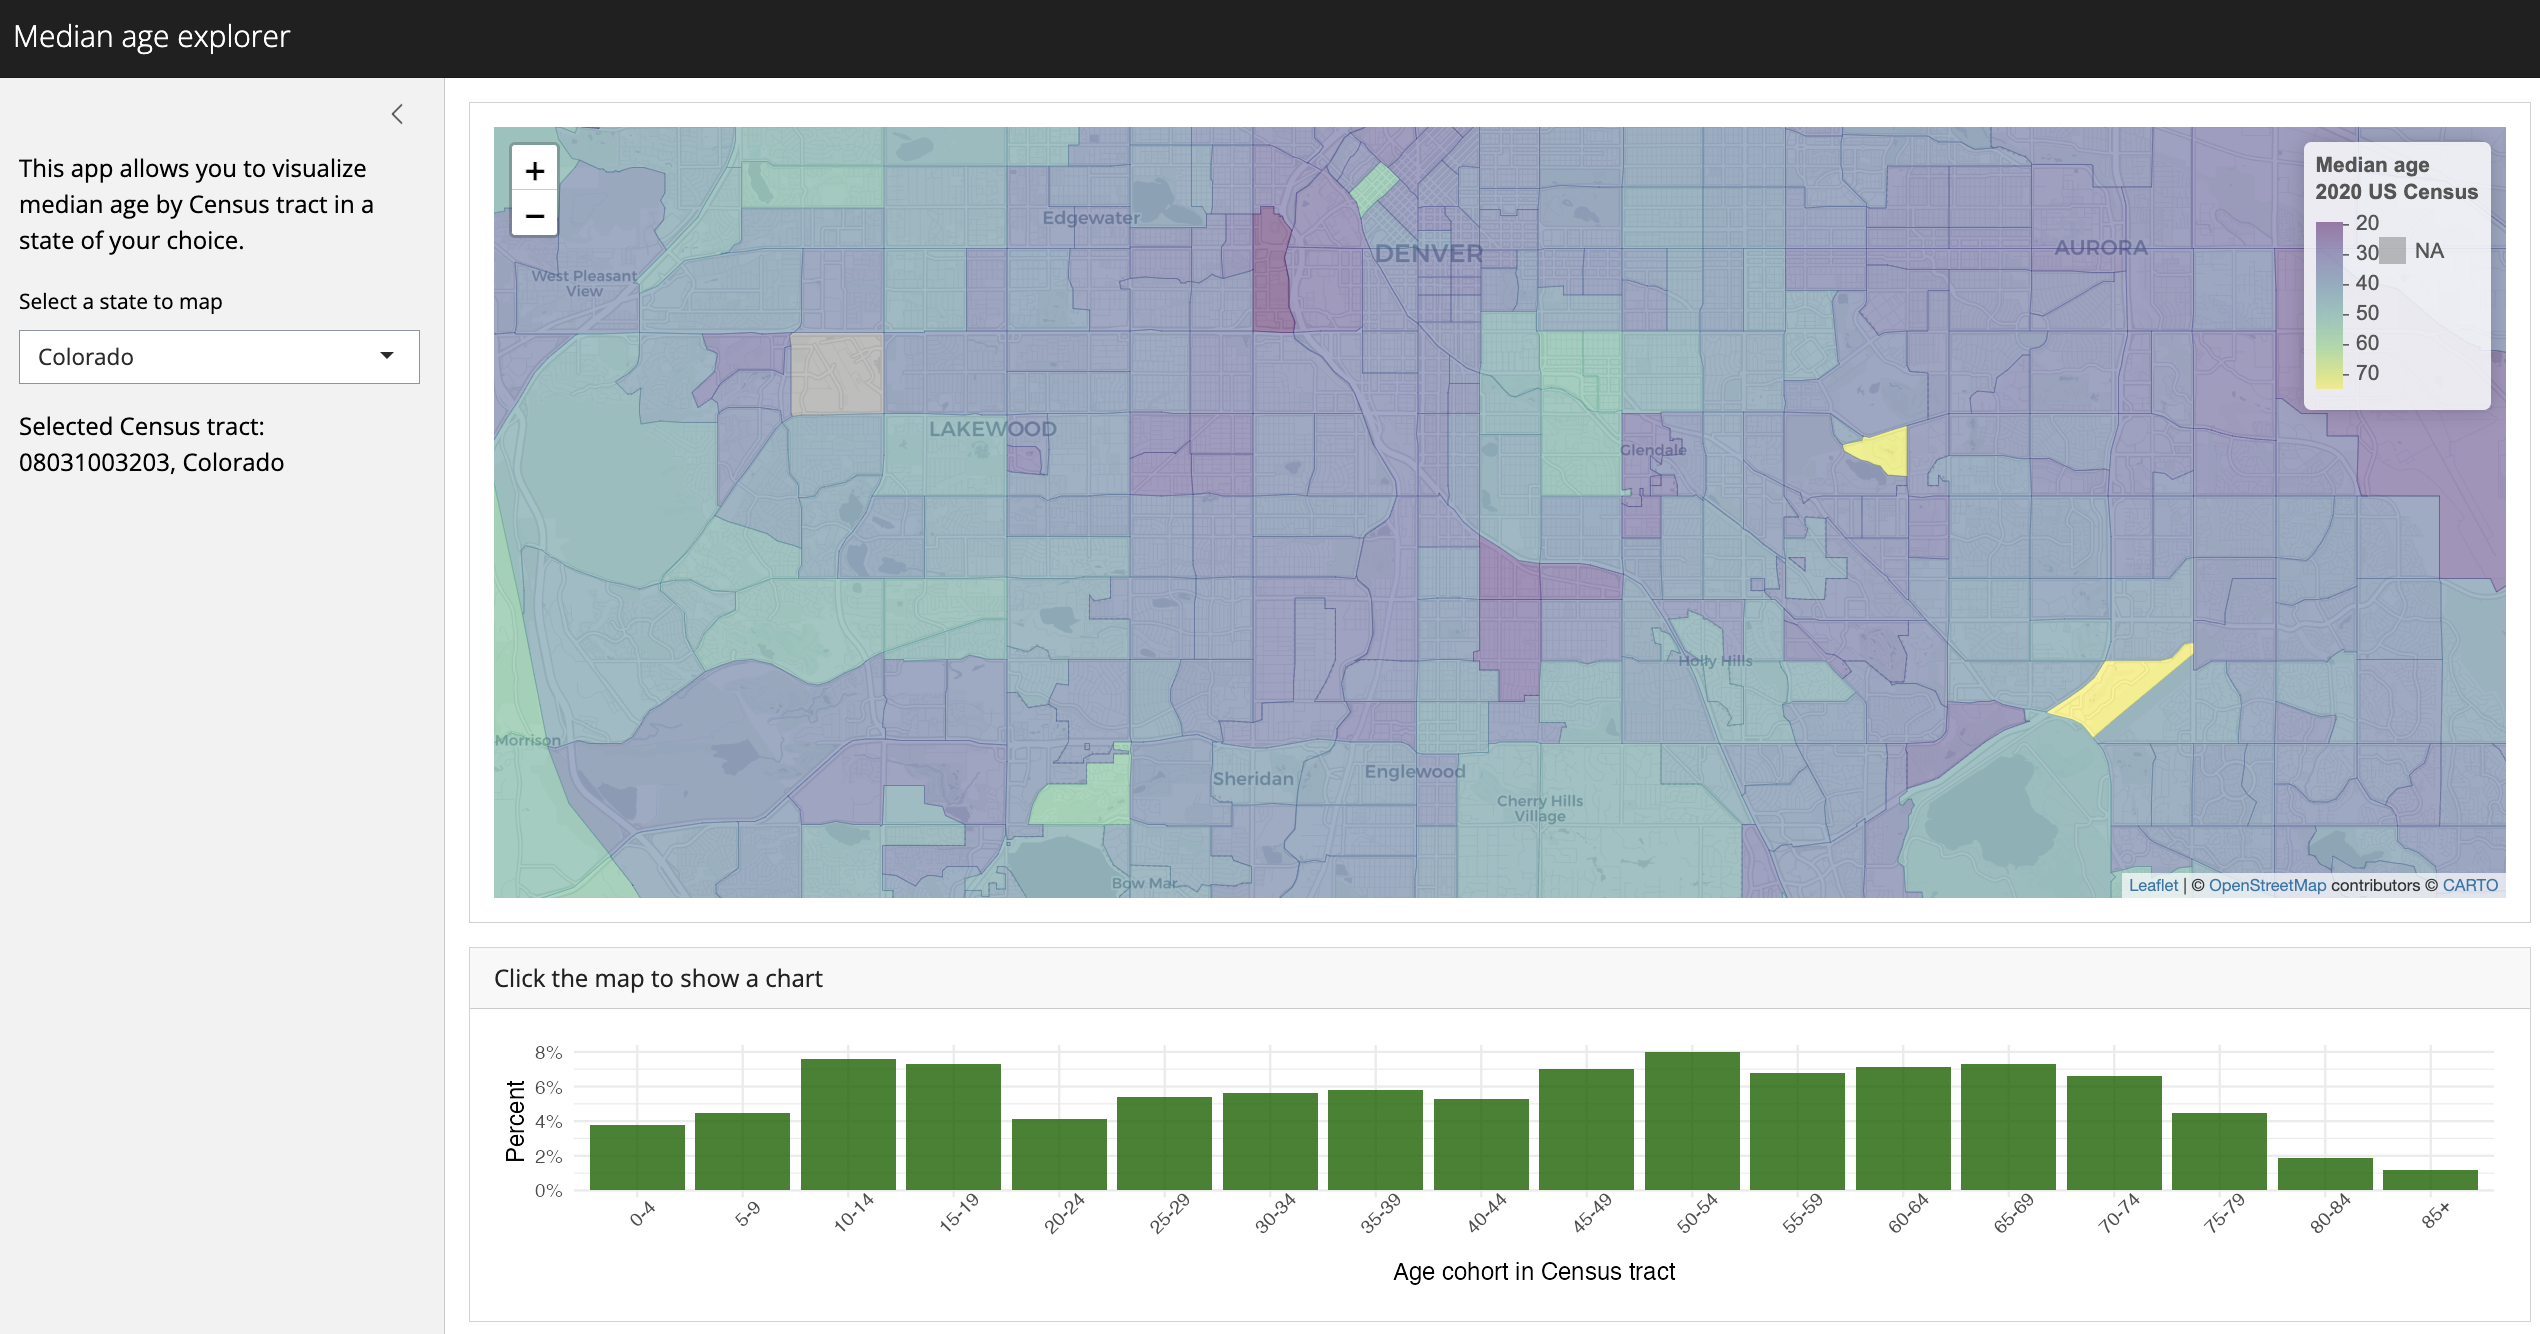 Median age explorer
This app allows you to visualize
median age by Census tract in a
state of your choice.
Select a state to map
Colorado
Selected Census tract:
08031003203, Colorado
+
−
Edgewater
DENVER
AURORA
West Pleasant
View
LAKEWOOD
Glendale
Holly Hills
Morrison
Sheridan
Englewood
Cherry Hills
Village
Bow Mar
Median age
2020 US Census
20
30
NA
40
50
60
70
Leaflet | © OpenStreetMap contributors © CARTO
Click the map to show a chart
Percent
8%
6%
4%
2%
0%
0-4
5-9
10-14
15-19
20-24
25-29
30-34
35-39
40-44
45-49
50-54
55-59
60-64
65-69
70-74
75-79
80-84
85+
Age cohort in Census tract